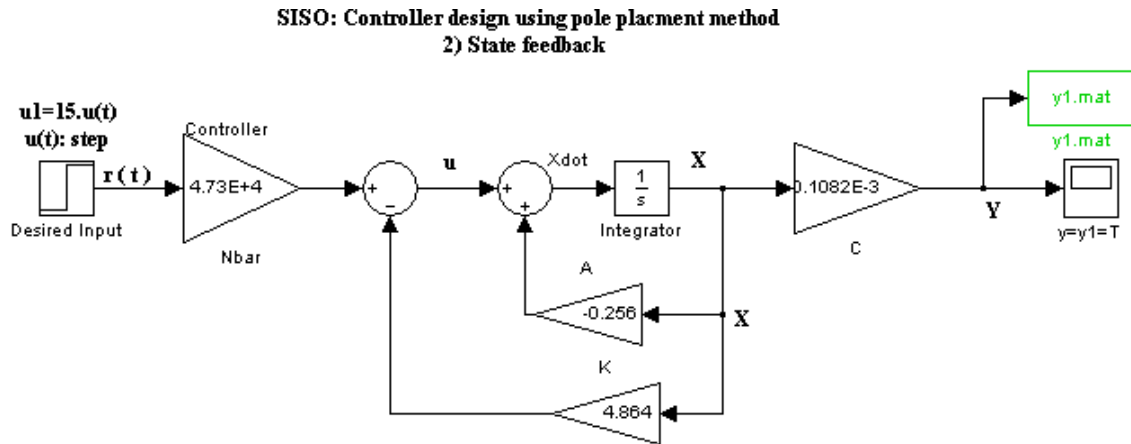 SISO: Controller design using pole placment method
2) State feedback
u1=15.u(t)
u(t): step
r(t)
Desired Input
Controller
4.73E+4
Nbar
+
−
u
+
+
Xdot
1
s
Integrator
X
0.1082E-3
C
y1.mat
y1.mat
Y
y=y1=T
A
-0.256
X
K
4.864